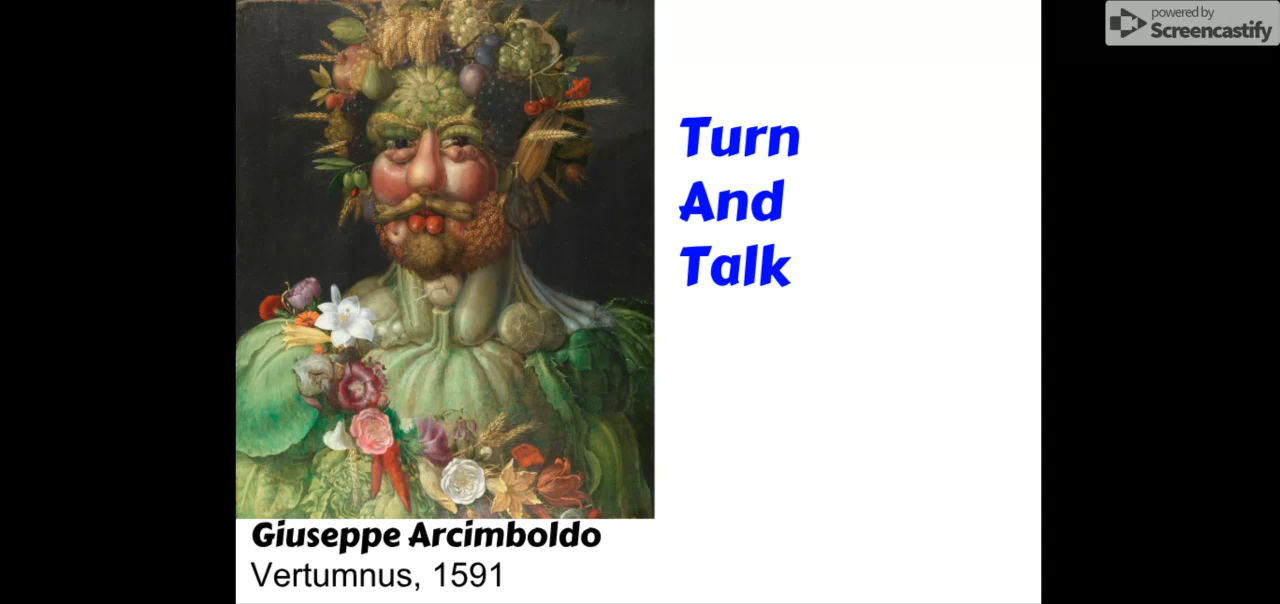 powered by
Screencastify
Turn
And
Talk
Giuseppe Arcimboldo
Vertumnus, 1591